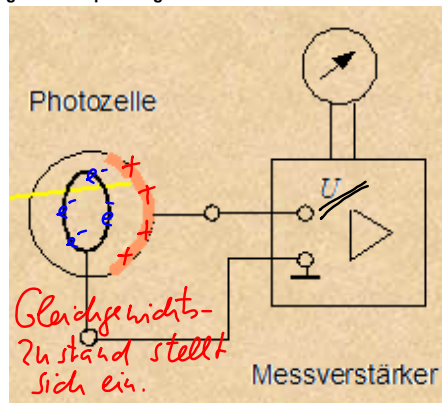 Photozelle
U
e⁻
e⁻
e⁻
e⁻
+
+
+
+
Gleichgewichts-
zustand stellt
sich ein.
Messverstärker